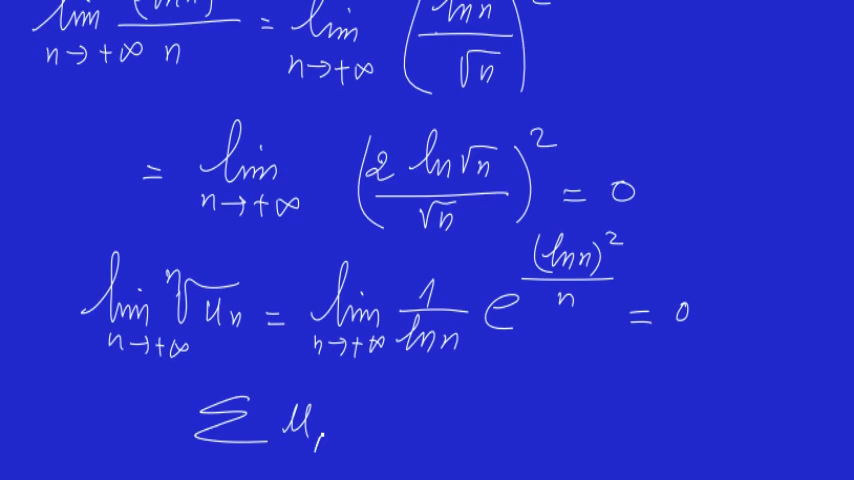 lim n→+∞ (ln n)² / n = lim n→+∞ (ln n / √n)²
= lim n→+∞ (2 ln √n / √n)² = 0
lim n→+∞ ⁿ√uₙ = lim n→+∞ 1 / ln n e^((ln n)² / n) = 0
∑ u